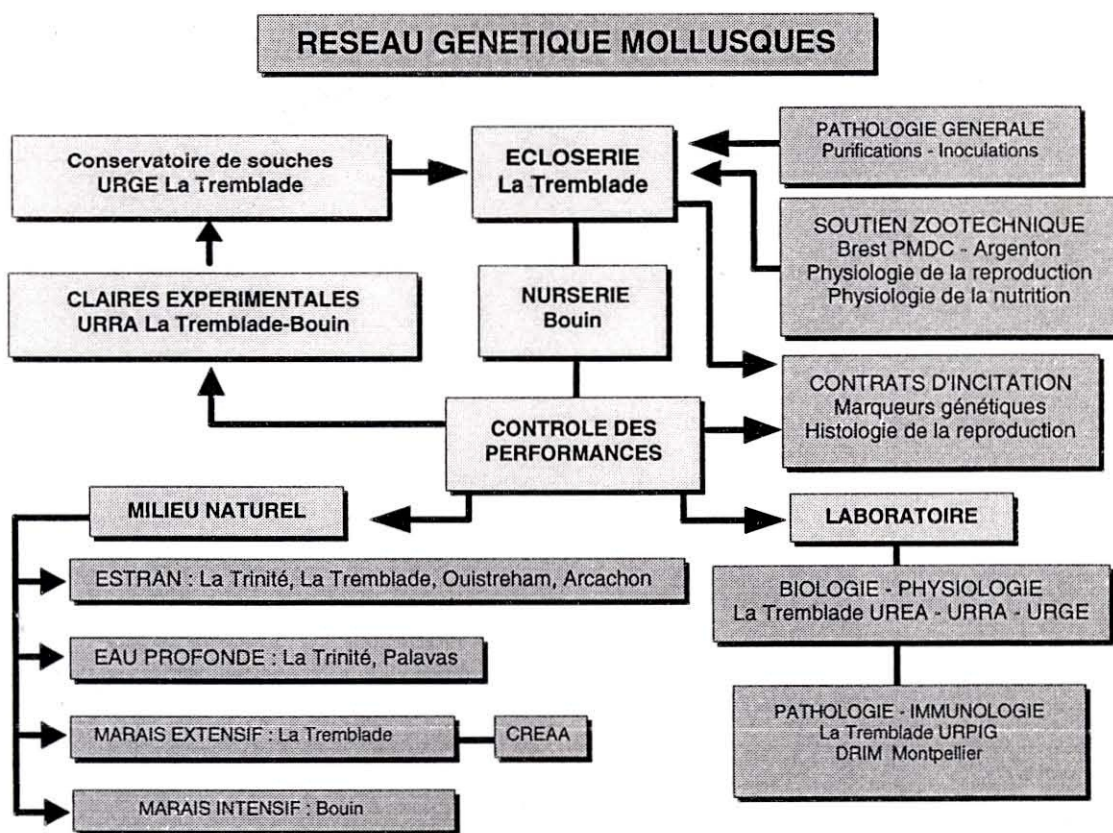 RESEAU GENETIQUE MOLLUSQUES
Conservatoire de souches
URGE La Tremblade
ECLOSERIE
La Tremblade
PATHOLOGIE GENERALE
Purifications - Inoculations
SOUTIEN ZOOTECHNIQUE
Brest PMDC - Argenton
Physiologie de la reproduction
Physiologie de la nutrition
CLAIRES EXPERIMENTALES
URRA La Tremblade-Bouin
NURSERIE
Bouin
CONTRATS D'INCITATION
Marqueurs génétiques
Histologie de la reproduction
CONTROLE DES
PERFORMANCES
MILIEU NATUREL
LABORATOIRE
ESTRAN : La Trinité, La Tremblade, Ouistreham, Arcachon
EAU PROFONDE : La Trinité, Palavas
MARAIS EXTENSIF : La Tremblade
CREAA
MARAIS INTENSIF : Bouin
BIOLOGIE - PHYSIOLOGIE
La Tremblade UREA - URRA - URGE
PATHOLOGIE - IMMUNOLOGIE
La Tremblade URPIG
DRIM Montpellier